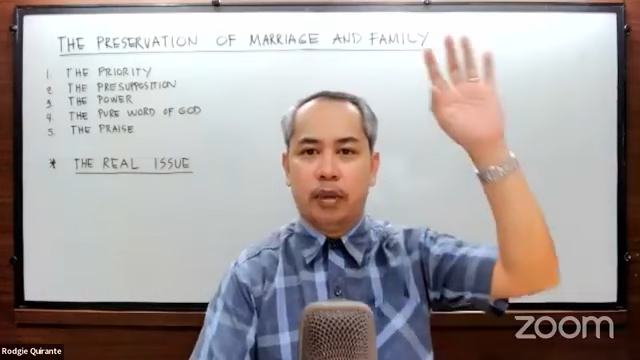 THE PRESERVATION OF MARRIAGE AND FAMILY
1. THE PRIORITY
2. THE PRESUPPOSITION
3. THE POWER
4. THE PURE WORD OF GOD
5. THE PRAISE
* THE REAL ISSUE
Rodgie Quirante
zoom